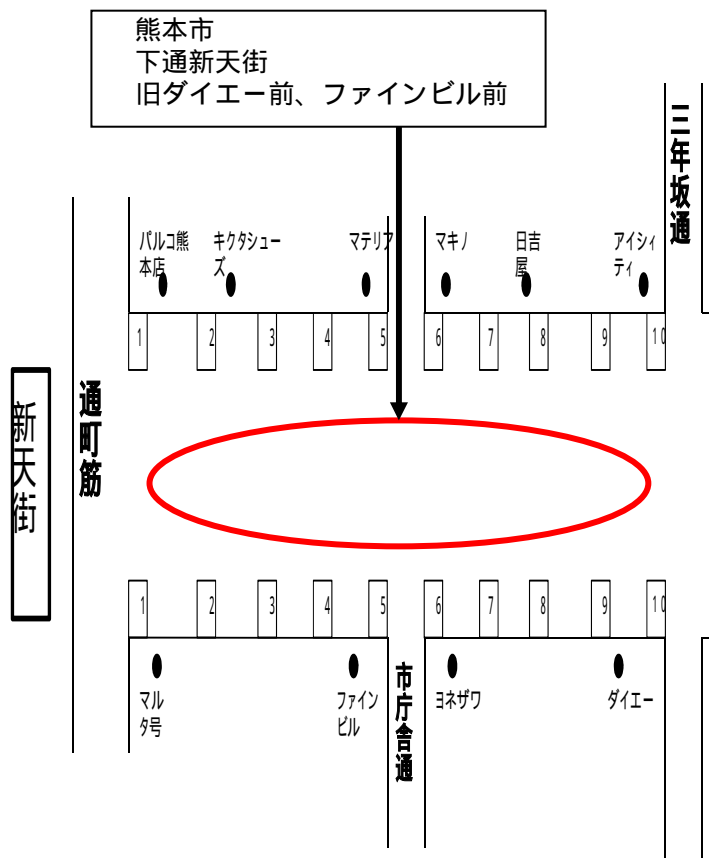 熊本市
下通新天街
旧ダイエー前、ファインビル前
三年坂通
パルコ熊
本店
キクタシュー
ズ
マテリア
マキノ
日吉
屋
アイシィ
ティ
1 2 3 4 5 6 7 8 9 10
新天街
通町筋
1 2 3 4 5 6 7 8 9 10
マル
タ号
ファイン
ビル
市庁舎通
ヨネザワ
ダイエー